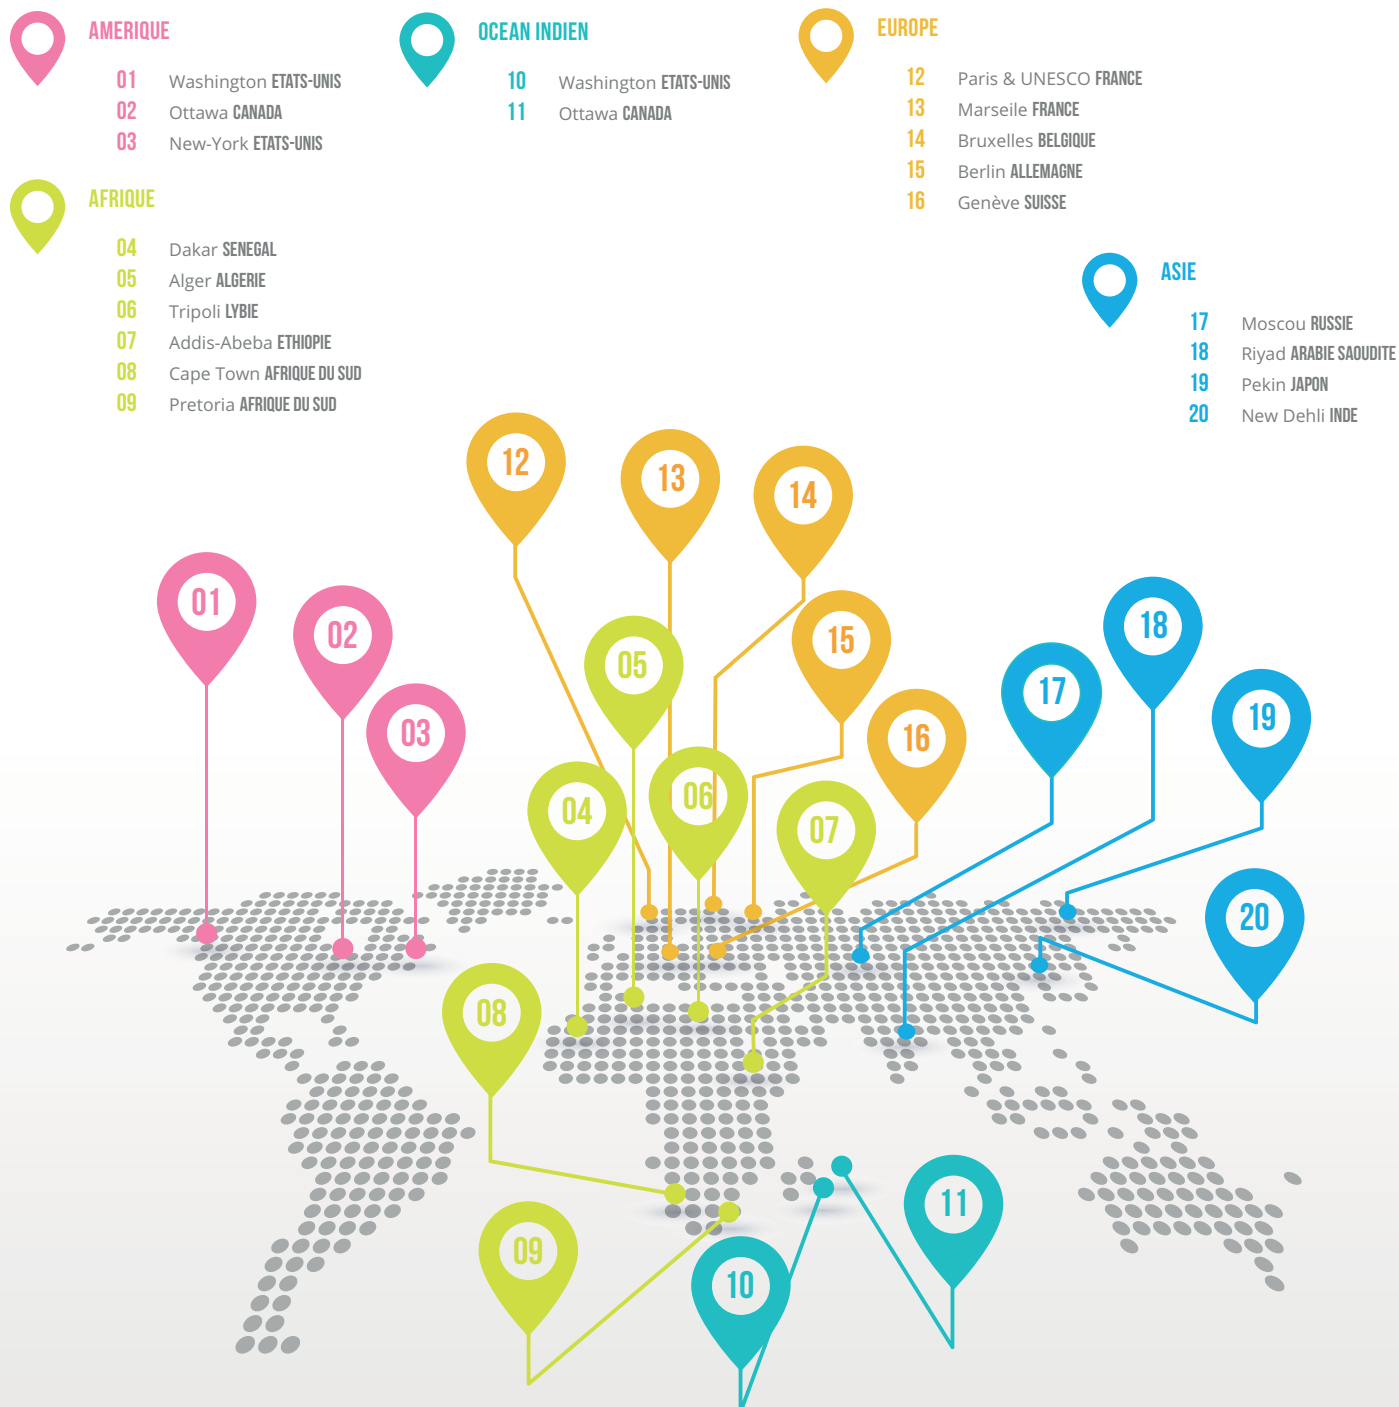 AMERIQUE
01 Washington ETATS-UNIS
02 Ottawa CANADA
03 New-York ETATS-UNIS
AFRIQUE
04 Dakar SENEGAL
05 Alger ALGERIE
06 Tripoli LYBIE
07 Addis-Abeba ETHIOPIE
08 Cape Town AFRIQUE DU SUD
09 Pretoria AFRIQUE DU SUD
OCEAN INDIEN
10 Washington ETATS-UNIS
11 Ottawa CANADA
EUROPE
12 Paris & UNESCO FRANCE
13 Marseile FRANCE
14 Bruxelles BELGIQUE
15 Berlin ALLEMAGNE
16 Genève SUISSE
ASIE
17 Moscou RUSSIE
18 Riyad ARABIE SAOUDITE
19 Pekin JAPON
20 New Dehli INDE
12
13
14
01
02
03
05
15
16
17
18
19
04
06
07
20
08
09
10
11